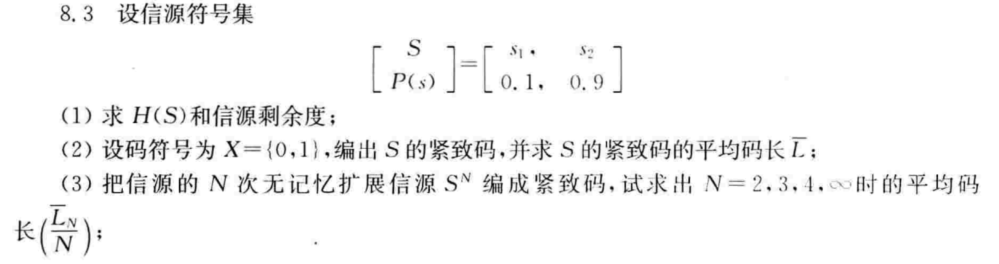 8.3 设信源符号集
[ S P(s) ] = [ s₁, s₂ 0.1, 0.9 ]
(1) 求 H(S)和信源剩余度;
(2) 设码符号为 X={0,1},编出 S 的紧致码,并求 S 的紧致码的平均码长 L̅;
(3) 把信源的 N 次无记忆扩展信源 Sᴺ 编成紧致码,试求出 N=2,3,4,∞时的平均码
长(L̅_N/N);